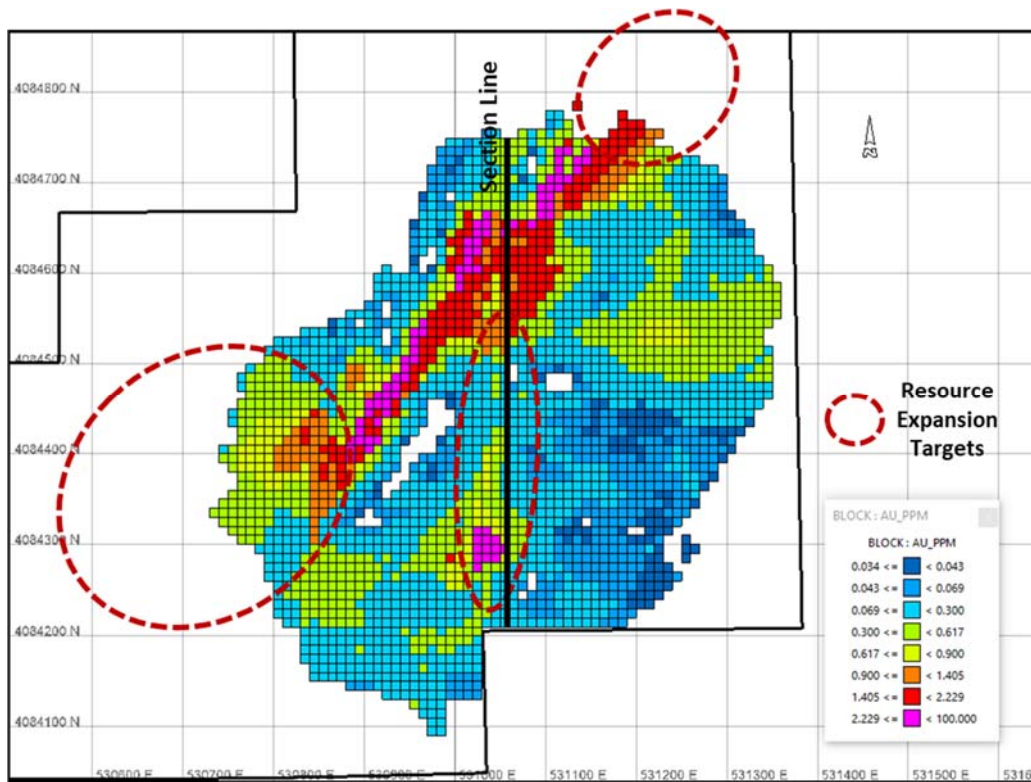 4084800 N
4084700 N
4084600 N
4084500 N
4084400 N
4084300 N
4084200 N
4084100 N
Section Line
N
Resource
Expansion
Targets
BLOCK : AU_PPM
BLOCK : AU_PPM
0.034 <= < 0.043
0.043 <= < 0.069
0.069 <= < 0.300
0.300 <= < 0.617
0.617 <= < 0.900
0.900 <= < 1.405
1.405 <= < 2.229
2.229 <= < 100.000
530600 E 530700 E 530800 E 530900 E 531000 E 531100 E 531200 E 531300 E 531400 E 531500 E